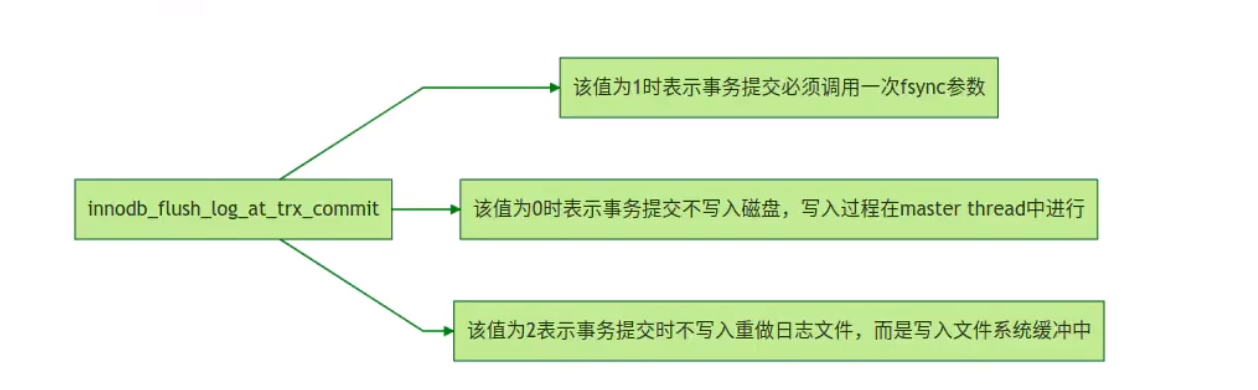 该值为1时表示事务提交必须调用一次fsync参数
innodb_flush_log_at_trx_commit
该值为0时表示事务提交不写入磁盘，写入过程在master thread中进行
该值为2表示事务提交时不写入重做日志文件，而是写入文件系统缓冲中